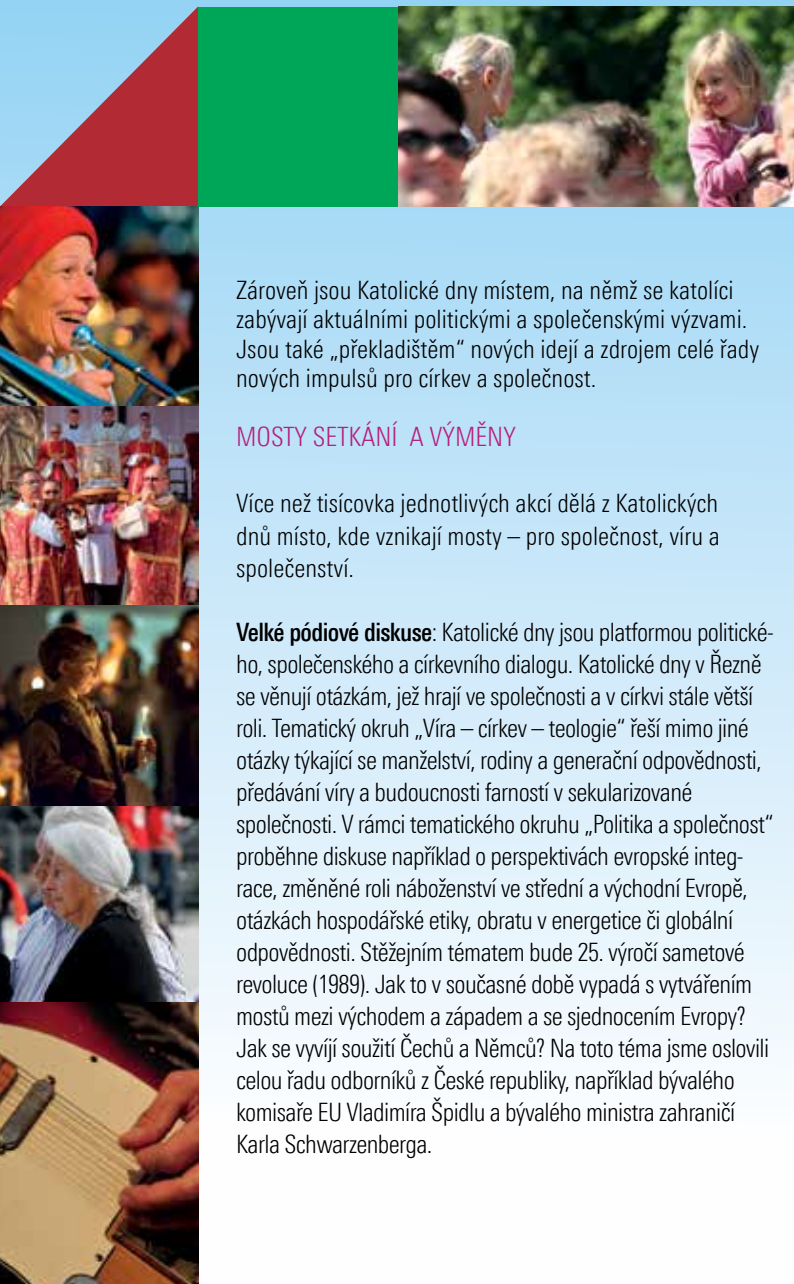 Zároveň jsou Katolické dny místem, na němž se katolíci
zabývají aktuálními politickými a společenskými výzvami.
Jsou také „překladištěm“ nových idejí a zdrojem celé řady
nových impulsů pro církev a společnost.
MOSTY SETKÁNÍ  A VÝMĚNY
Více než tisícovka jednotlivých akcí dělá z Katolických
dnů místo, kde vznikají mosty – pro společnost, víru a
společenství.
Velké pódiové diskuse: Katolické dny jsou platformou politické-
ho, společenského a církevního dialogu. Katolické dny v Řezně
se věnují otázkám, jež hrají ve společnosti a v církvi stále větší
roli. Tematický okruh „Víra – církev – teologie“ řeší mimo jiné
otázky týkající se manželství, rodiny a generační odpovědnosti,
předávání víry a budoucnosti farností v sekularizované
společnosti. V rámci tematického okruhu „Politika a společnost“
proběhne diskuse například o perspektivách evropské integ-
race, změněné roli náboženství ve střední a východní Evropě,
otázkách hospodářské etiky, obratu v energetice či globální
odpovědnosti. Stěžejním tématem bude 25. výročí sametové
revoluce (1989). Jak to v současné době vypadá s vytvářením
mostů mezi východem a západem a se sjednocením Evropy?
Jak se vyvíjí soužití Čechů a Němců? Na toto téma jsme oslovili
celou řadu odborníků z České republiky, například bývalého
komisaře EU Vladimíra Špidlu a bývalého ministra zahraničí
Karla Schwarzenberga.